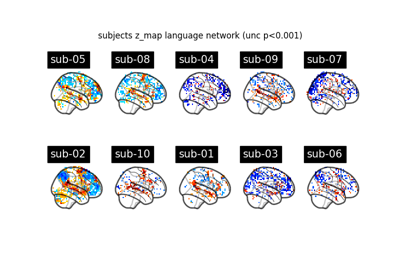 subjects z_map language network (unc p<0.001)
sub-05 sub-08 sub-04 sub-09 sub-07
sub-02 sub-10 sub-01 sub-03 sub-06